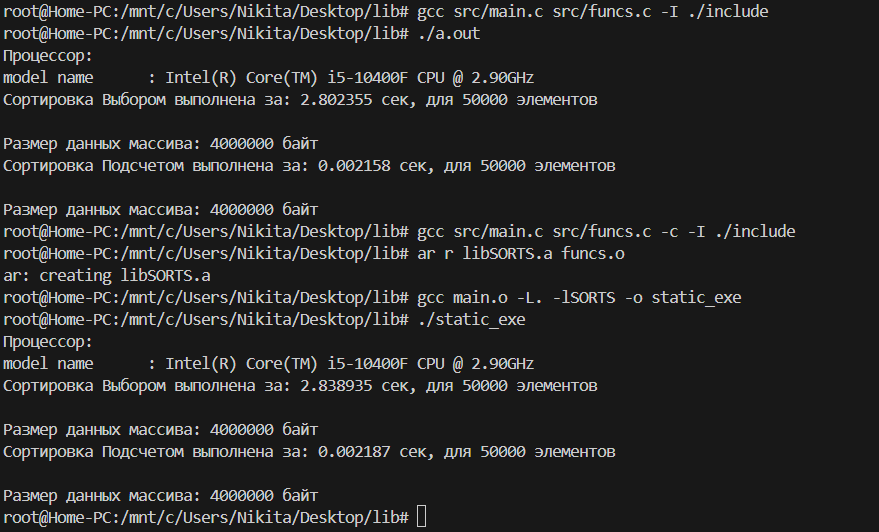 root@Home-PC:/mnt/c/Users/Nikita/Desktop/lib# gcc src/main.c src/funcs.c -I ./include
root@Home-PC:/mnt/c/Users/Nikita/Desktop/lib# ./a.out
Процессор:
model name      : Intel(R) Core(TM) i5-10400F CPU @ 2.90GHz
Сортировка Выбором выполнена за: 2.802355 сек, для 50000 элементов
Размер данных массива: 4000000 байт
Сортировка Подсчетом выполнена за: 0.002158 сек, для 50000 элементов
Размер данных массива: 4000000 байт
root@Home-PC:/mnt/c/Users/Nikita/Desktop/lib# gcc src/main.c src/funcs.c -c -I ./include
root@Home-PC:/mnt/c/Users/Nikita/Desktop/lib# ar r libSORTS.a funcs.o
ar: creating libSORTS.a
root@Home-PC:/mnt/c/Users/Nikita/Desktop/lib# gcc main.o -L. -lSORTS -o static_exe
root@Home-PC:/mnt/c/Users/Nikita/Desktop/lib# ./static_exe
Процессор:
model name      : Intel(R) Core(TM) i5-10400F CPU @ 2.90GHz
Сортировка Выбором выполнена за: 2.838935 сек, для 50000 элементов
Размер данных массива: 4000000 байт
Сортировка Подсчетом выполнена за: 0.002187 сек, для 50000 элементов
Размер данных массива: 4000000 байт
root@Home-PC:/mnt/c/Users/Nikita/Desktop/lib#